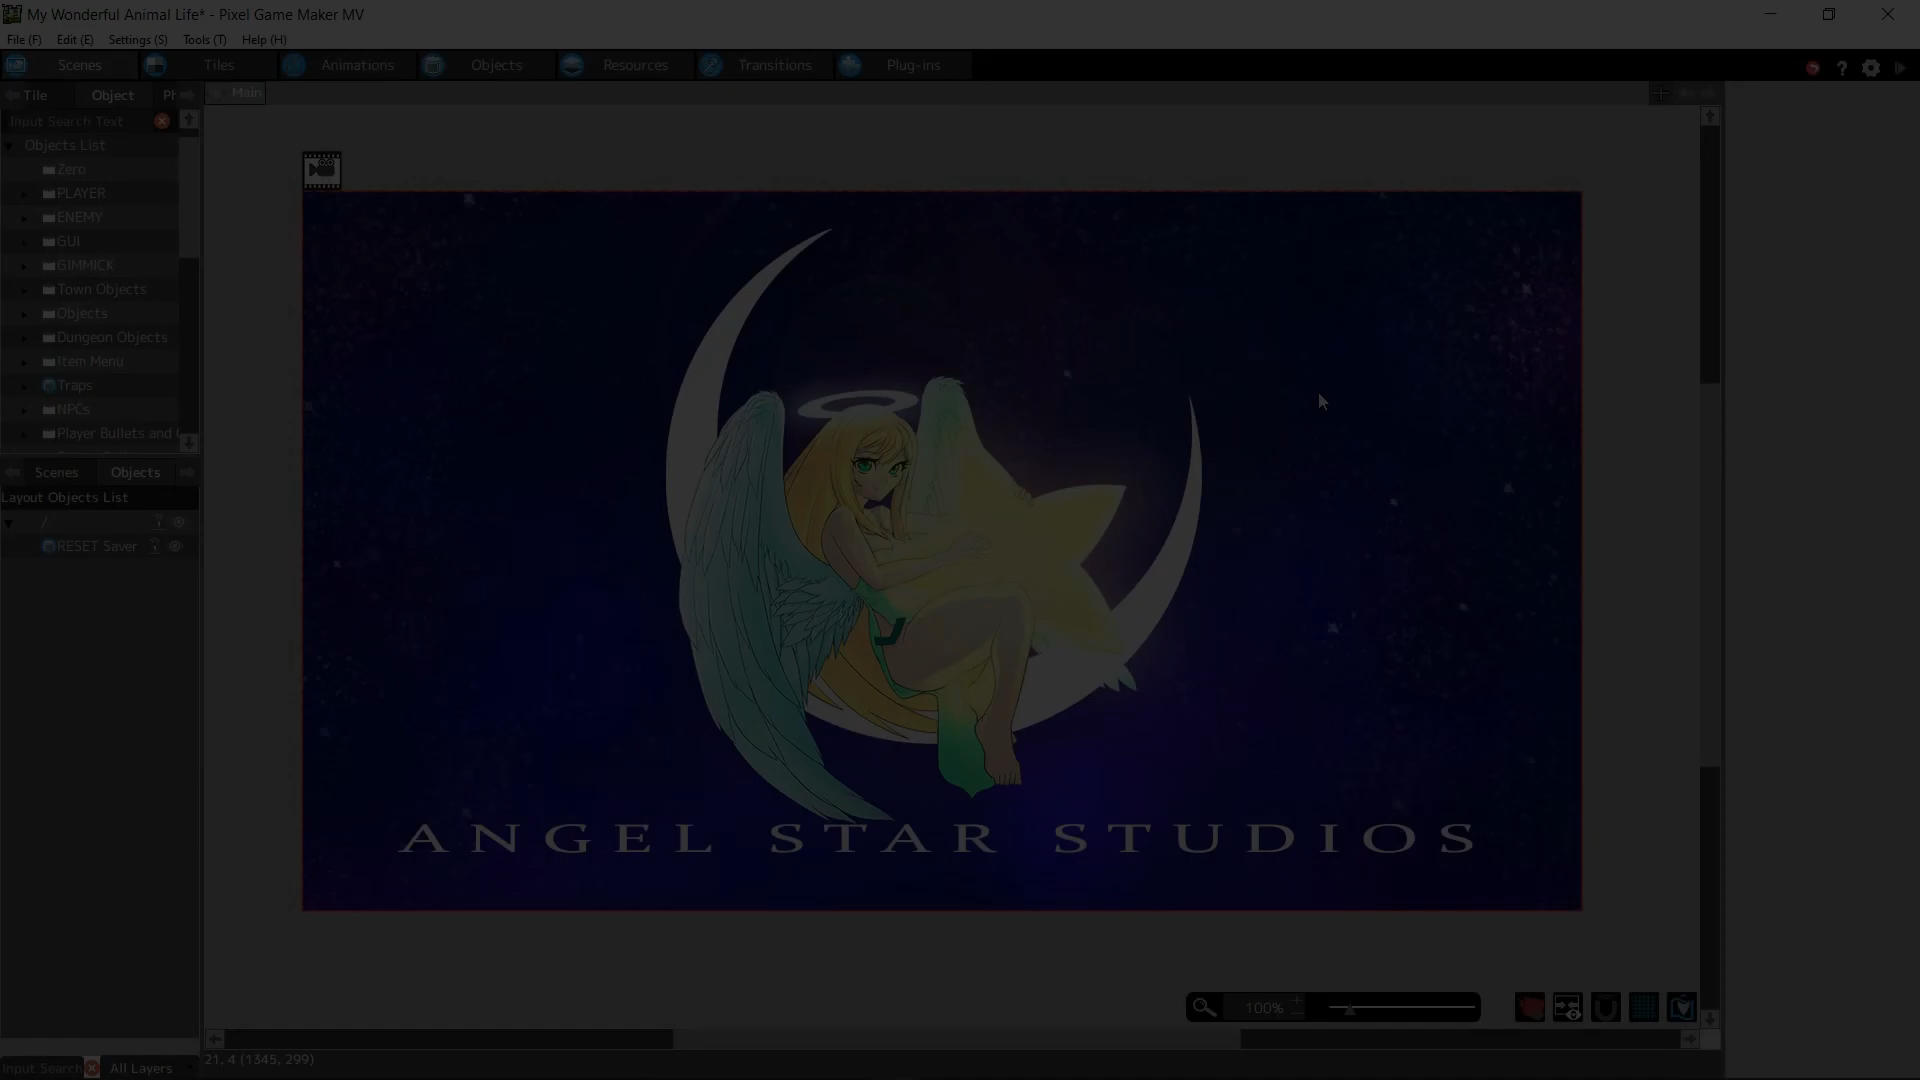 My Wonderful Animal Life* - Pixel Game Maker MV
File (F) Edit (E) Settings (S) Tools (T) Help (H)
Scenes Tiles Animations Objects Resources Transitions Plug-ins
Tile Object Ph
Main
Input Search Text
Objects List
Zero
PLAYER
ENEMY
GUI
GIMMICK
Town Objects
Objects
Dungeon Objects
Item Menu
Traps
NPCs
Player Bullets and
Scenes Objects
Layout Objects List
/
RESET Saver
ANGEL STAR STUDIOS
100%
Input Search All Layers
21, 4 (1345, 299)